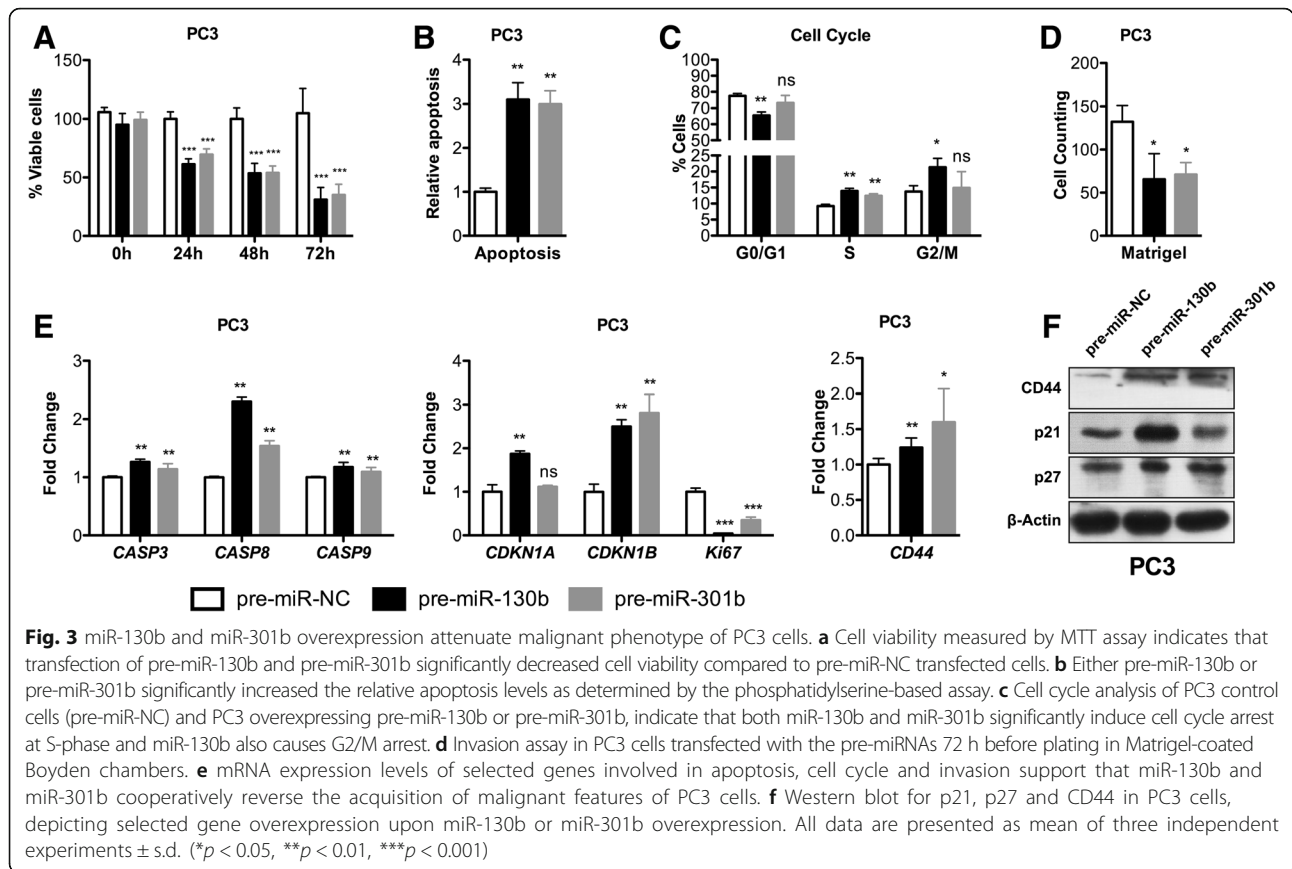 A
PC3
% Viable cells
150
100
50
0
***
***
***
***
***
***
0h
24h
48h
72h
B
PC3
Relative apoptosis
4
3
2
1
0
**
**
Apoptosis
C
Cell Cycle
% Cells
100
90
80
70
60
50
25
20
15
10
5
0
**
ns
**
**
*
ns
G0/G1
S
G2/M
D
PC3
Cell Counting
200
150
100
50
0
*
*
Matrigel
E
PC3
Fold Change
3
2
1
0
**
**
**
**
**
**
CASP3
CASP8
CASP9
PC3
Fold Change
4
3
2
1
0
**
ns
**
**
***
***
CDKN1A
CDKN1B
Ki67
PC3
Fold Change
2.5
2.0
1.5
1.0
0.5
0.0
**
*
CD44
F
pre-miR-NC
pre-miR-130b
pre-miR-301b
CD44
p21
p27
β-Actin
PC3
pre-miR-NC
pre-miR-130b
pre-miR-301b
Fig. 3 miR-130b and miR-301b overexpression attenuate malignant phenotype of PC3 cells. a Cell viability measured by MTT assay indicates that
transfection of pre-miR-130b and pre-miR-301b significantly decreased cell viability compared to pre-miR-NC transfected cells. b Either pre-miR-130b or
pre-miR-301b significantly increased the relative apoptosis levels as determined by the phosphatidylserine-based assay. c Cell cycle analysis of PC3 control
cells (pre-miR-NC) and PC3 overexpressing pre-miR-130b or pre-miR-301b, indicate that both miR-130b and miR-301b significantly induce cell cycle arrest
at S-phase and miR-130b also causes G2/M arrest. d Invasion assay in PC3 cells transfected with the pre-miRNAs 72 h before plating in Matrigel-coated
Boyden chambers. e mRNA expression levels of selected genes involved in apoptosis, cell cycle and invasion support that miR-130b and
miR-301b cooperatively reverse the acquisition of malignant features of PC3 cells. f Western blot for p21, p27 and CD44 in PC3 cells,
depicting selected gene overexpression upon miR-130b or miR-301b overexpression. All data are presented as mean of three independent
experiments ± s.d. (*p < 0.05, **p < 0.01, ***p < 0.001)